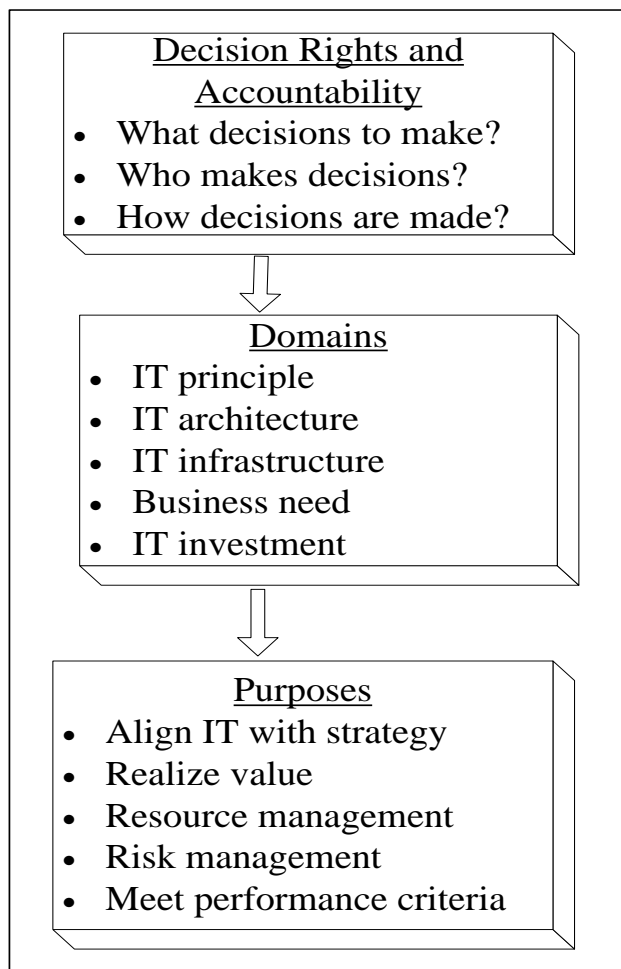 Decision Rights and
Accountability
• What decisions to make?
• Who makes decisions?
• How decisions are made?
Domains
• IT principle
• IT architecture
• IT infrastructure
• Business need
• IT investment
Purposes
• Align IT with strategy
• Realize value
• Resource management
• Risk management
• Meet performance criteria